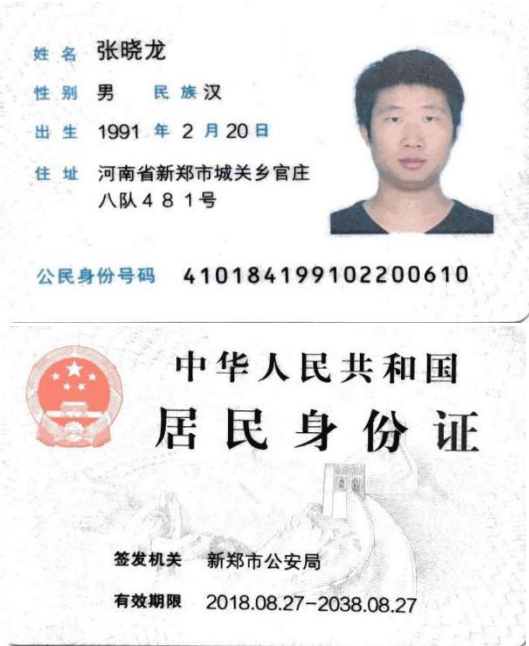 姓名 张晓龙
性别 男 民族 汉
出生 1991 年 2 月 20 日
住址 河南省新郑市城关乡官庄
八队481号
公民身份号码 410184199102200610
中华人民共和国
居民身份证
签发机关 新郑市公安局
有效期限 2018.08.27-2038.08.27